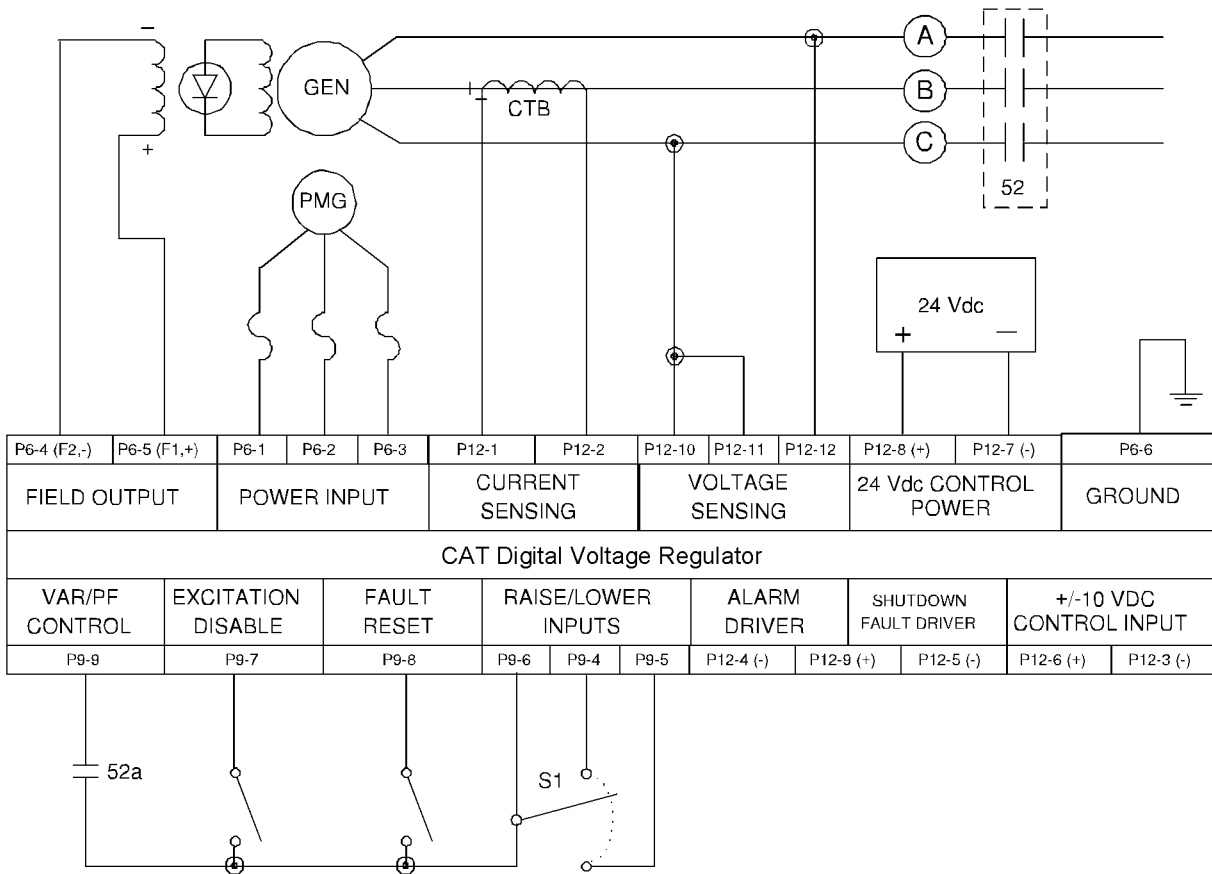 −
+
GEN
+
−
CTB
A
B
C
52
PMG
24 Vdc
+ −
P6-4 (F2,-) P6-5 (F1,+) P6-1 P6-2 P6-3 P12-1 P12-2 P12-10 P12-11 P12-12 P12-8 (+) P12-7 (-) P6-6
FIELD OUTPUT
POWER INPUT
CURRENT
SENSING
VOLTAGE
SENSING
24 Vdc CONTROL
POWER
GROUND
CAT Digital Voltage Regulator
VAR/PF
CONTROL
EXCITATION
DISABLE
FAULT
RESET
RAISE/LOWER
INPUTS
ALARM
DRIVER
SHUTDOWN
FAULT DRIVER
+/-10 VDC
CONTROL INPUT
P9-9 P9-7 P9-8 P9-6 P9-4 P9-5 P12-4 (-) P12-9 (+) P12-5 (-) P12-6 (+) P12-3 (-)
52a
S1